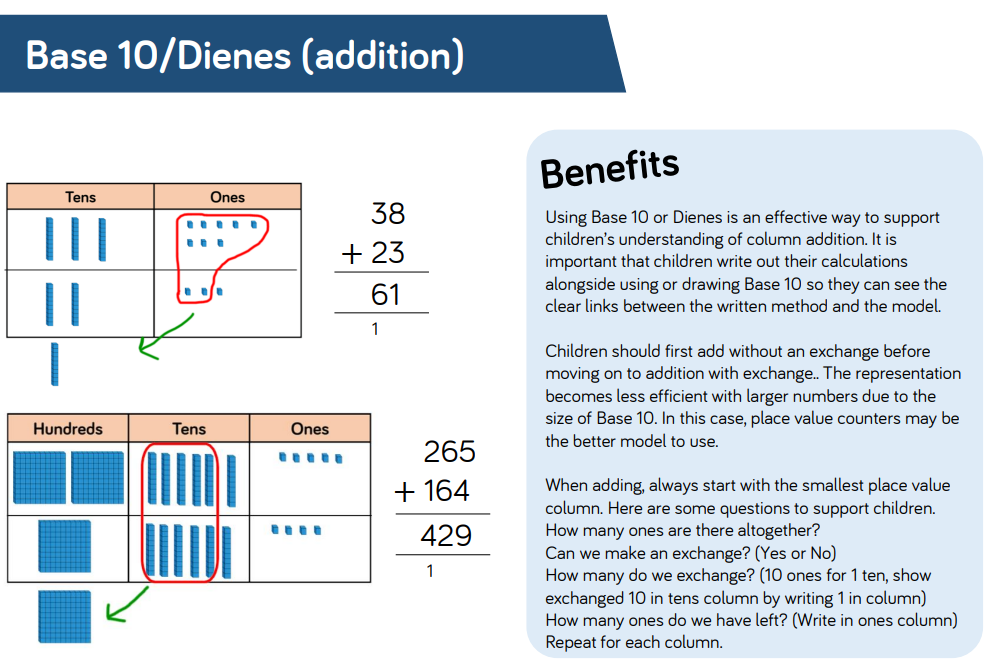 Base 10/Dienes (addition)
Tens Ones
38
+ 23
61
1
Hundreds Tens Ones
265
+ 164
429
1
Benefits
Using Base 10 or Dienes is an effective way to support
children’s understanding of column addition. It is
important that children write out their calculations
alongside using or drawing Base 10 so they can see the
clear links between the written method and the model.
Children should first add without an exchange before
moving on to addition with exchange.. The representation
becomes less efficient with larger numbers due to the
size of Base 10. In this case, place value counters may be
the better model to use.
When adding, always start with the smallest place value
column. Here are some questions to support children.
How many ones are there altogether?
Can we make an exchange? (Yes or No)
How many do we exchange? (10 ones for 1 ten, show
exchanged 10 in tens column by writing 1 in column)
How many ones do we have left? (Write in ones column)
Repeat for each column.